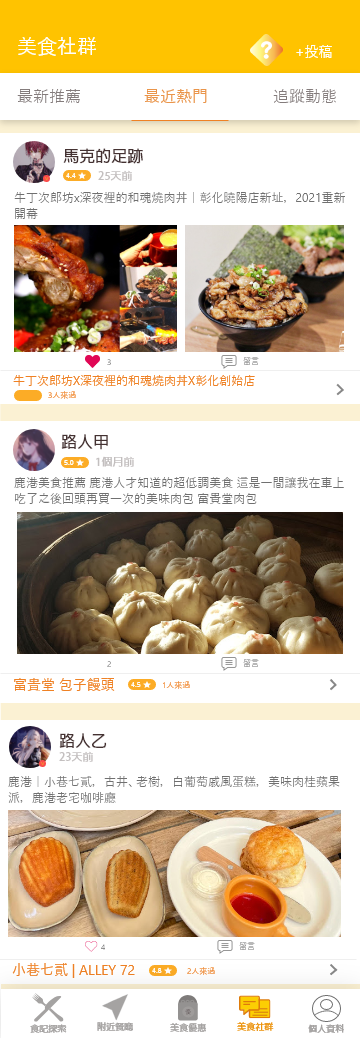 美食社群
?
+投稿
最新推薦 最近熱門 追蹤動態
馬克的足跡
4.4 ★ 25天前
牛丁次郎坊x深夜裡的和魂燒肉丼｜彰化曉陽店新址，2021重新
開幕
3 留言
牛丁次郎坊X深夜裡的和魂燒肉丼X彰化創始店
3人來過
路人甲
5.0 ★ 1個月前
鹿港美食推薦 鹿港人才知道的超低調美食 這是一間讓我在車上
吃了之後回頭再買一次的美味肉包 富貴堂肉包
2 留言
富貴堂 包子饅頭 4.5 ★ 1人來過
路人乙
23天前
鹿港｜小巷七貳，古井、老樹，白葡萄戚風蛋糕，美味肉桂蘋果
派，鹿港老宅咖啡廳
4 留言
小巷七貳 | ALLEY 72 4.8 ★ 2人來過
食記探索 附近餐廳 美食優惠 美食社群 個人資料